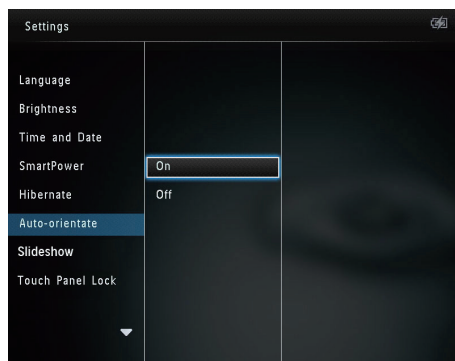 Settings
Language
Brightness
Time and Date
SmartPower
On
Hibernate
Off
Auto-orientate
Slideshow
Touch Panel Lock